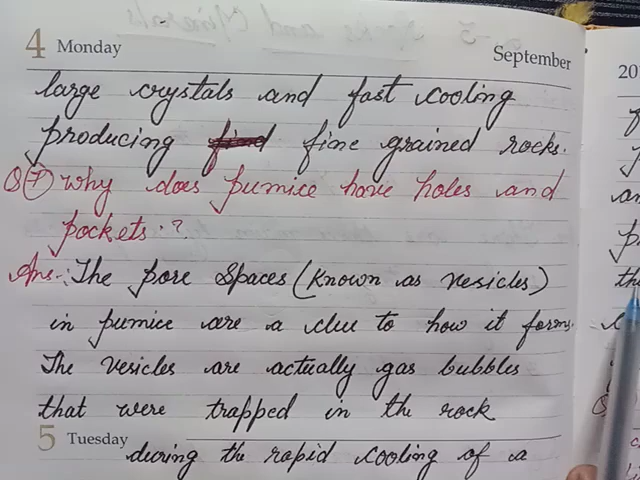 4 Monday September
large crystals and fast cooling
producing fine grained rocks.
Q(7) why does pumice have holes and
pockets.?
Ans-: The pore Spaces (known as vesicles)
in pumice are a clue to how it forms.
The vesicles are actually gas bubbles
that were trapped in the rock
5 Tuesday
during the rapid cooling of a
20